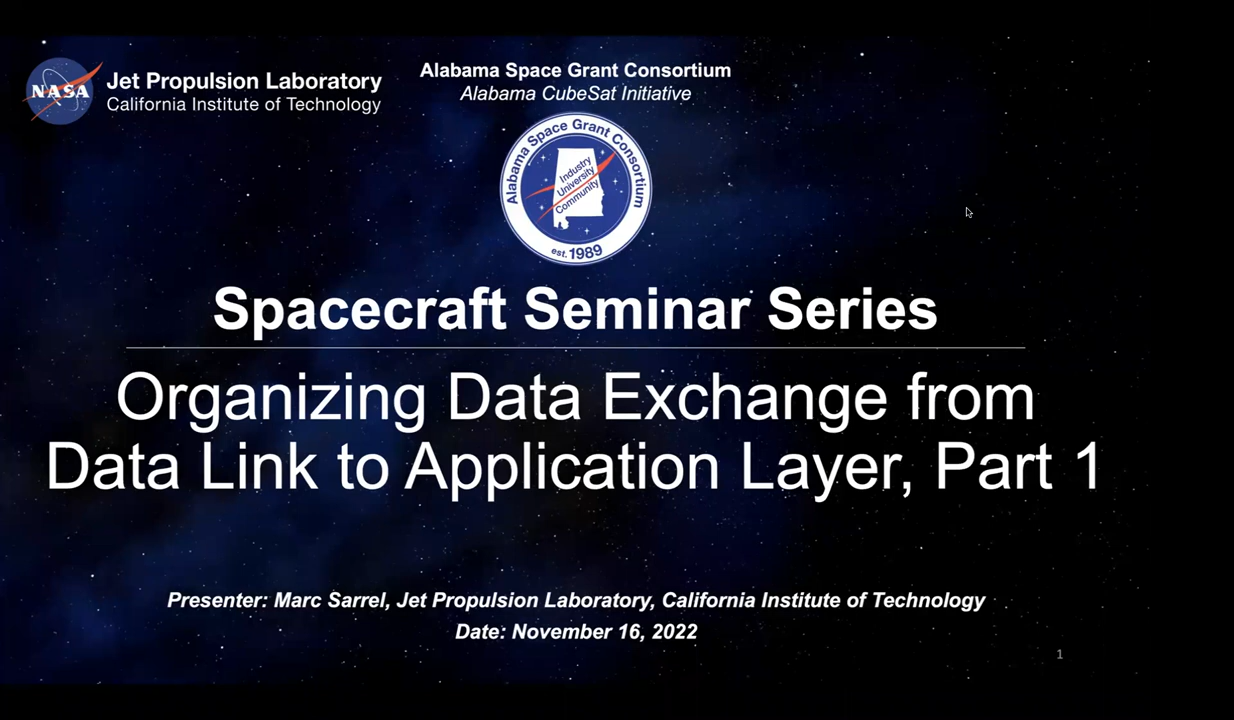 NASA
Jet Propulsion Laboratory
California Institute of Technology
Alabama Space Grant Consortium
Alabama CubeSat Initiative
Alabama Space Grant Consortium
Industry
University
Community
est. 1989
Spacecraft Seminar Series
Organizing Data Exchange from
Data Link to Application Layer, Part 1
Presenter: Marc Sarrel, Jet Propulsion Laboratory, California Institute of Technology
Date: November 16, 2022
1